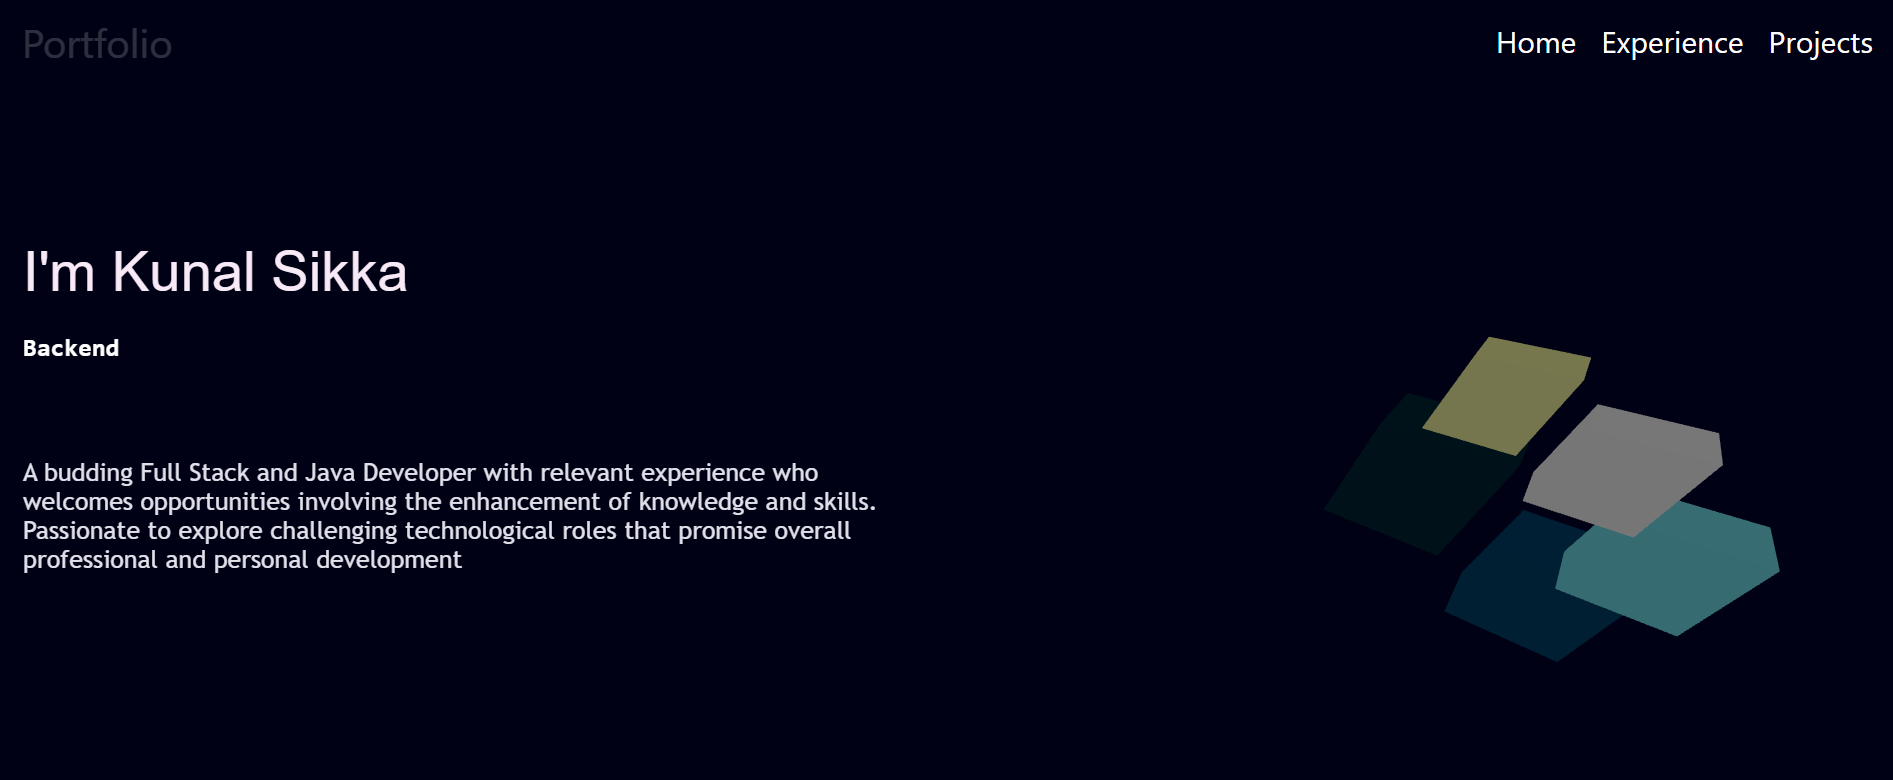 Portfolio
Home Experience Projects
I'm Kunal Sikka
Backend
A budding Full Stack and Java Developer with relevant experience who
welcomes opportunities involving the enhancement of knowledge and skills.
Passionate to explore challenging technological roles that promise overall
professional and personal development